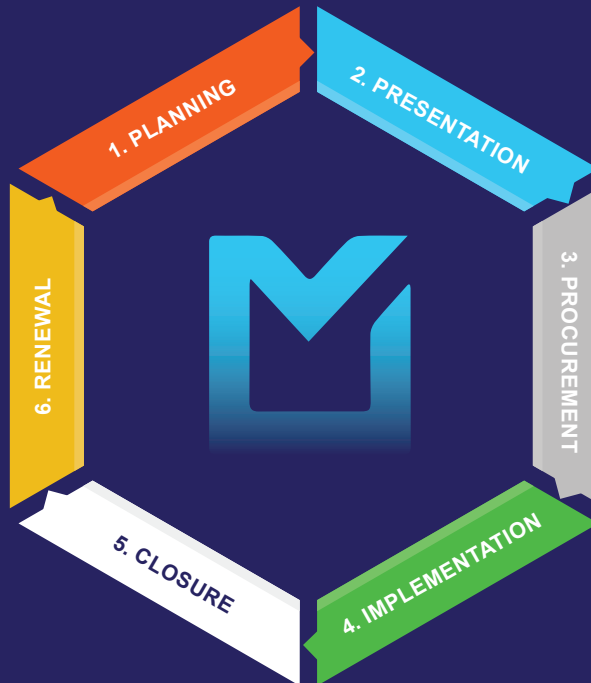 1. PLANNING
2. PRESENTATION
3. PROCUREMENT
4. IMPLEMENTATION
5. CLOSURE
6. RENEWAL